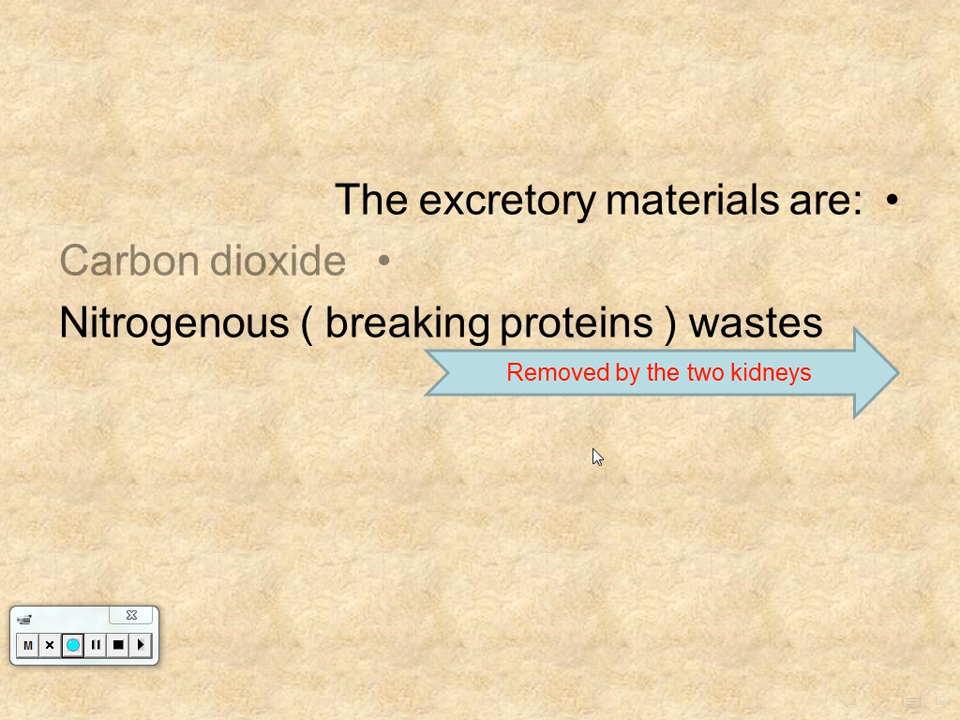 The excretory materials are: •
Carbon dioxide •
Nitrogenous ( breaking proteins ) wastes
Removed by the two kidneys
M